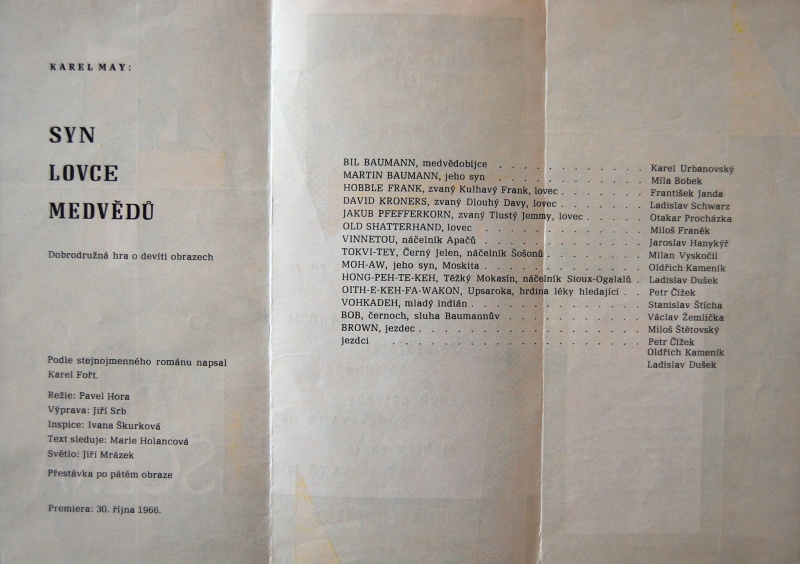 KAREL MAY:
SYN
LOVCE
MEDVĚDŮ
Dobrodružná hra o devíti obrazech
Podle stejnojmenného románu napsal
Karel Fořt.
Režie: Pavel Hora
Výprava: Jiří Srb
Inspice: Ivana Škurková
Text sleduje: Marie Holancová
Světlo: Jiří Mrázek
Přestávka po pátém obraze
Premiera: 30. října 1966.
BIL BAUMANN, medvědobijce . . . . . . . . . . . . Karel Urbanovský
MARTIN BAUMANN, jeho syn . . . . . . . . . . . . Míla Bobek
HOBBLE FRANK, zvaný Kulhavý Frank, lovec . . . . . . . František Janda
DAVID KRONERS, zvaný Dlouhý Davy, lovec . . . . . . . Ladislav Schwarz
JAKUB PFEFFERKORN, zvaný Tlustý Jemmy, lovec . . . . . Otakar Procházka
OLD SHATTERHAND, lovec . . . . . . . . . . . . . Miloš Franěk
VINNETOU, náčelník Apačů . . . . . . . . . . . . Jaroslav Hanykýř
TOKVI-TEY, Černý Jelen, náčelník Šošonů . . . . . . . . Milan Vyskočil
MOH-AW, jeho syn, Moskita . . . . . . . . . . . . Oldřich Kameník
HONG-PEH-TE-KEH, Těžký Mokasín, náčelník Sioux-Ogalalů . . Ladislav Dušek
OITH-E-KEH-FA-WAKON, Upsaroka, hrdina léky hledající . . Petr Čížek
VOHKADEH, mladý indián . . . . . . . . . . . . . Stanislav Šticha
BOB, černoch, sluha Baumannův . . . . . . . . . . . Václav Žemlička
BROWN, jezdec . . . . . . . . . . . . . . . . Miloš Štětovský
jezdci . . . . . . . . . . . . . . . . . . Petr Čížek
Oldřich Kameník
Ladislav Dušek